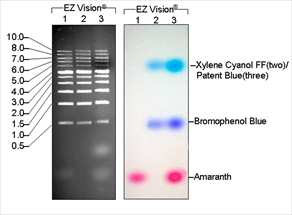 EZ Vision® EZ Vision®
1 2 3 1 2 3
10.0
8.0
7.0
6.0
5.0
4.0
3.0
2.0
1.5
1.0
0.5
Xylene Cyanol FF(two)/
Patent Blue(three)
Bromophenol Blue
Amaranth